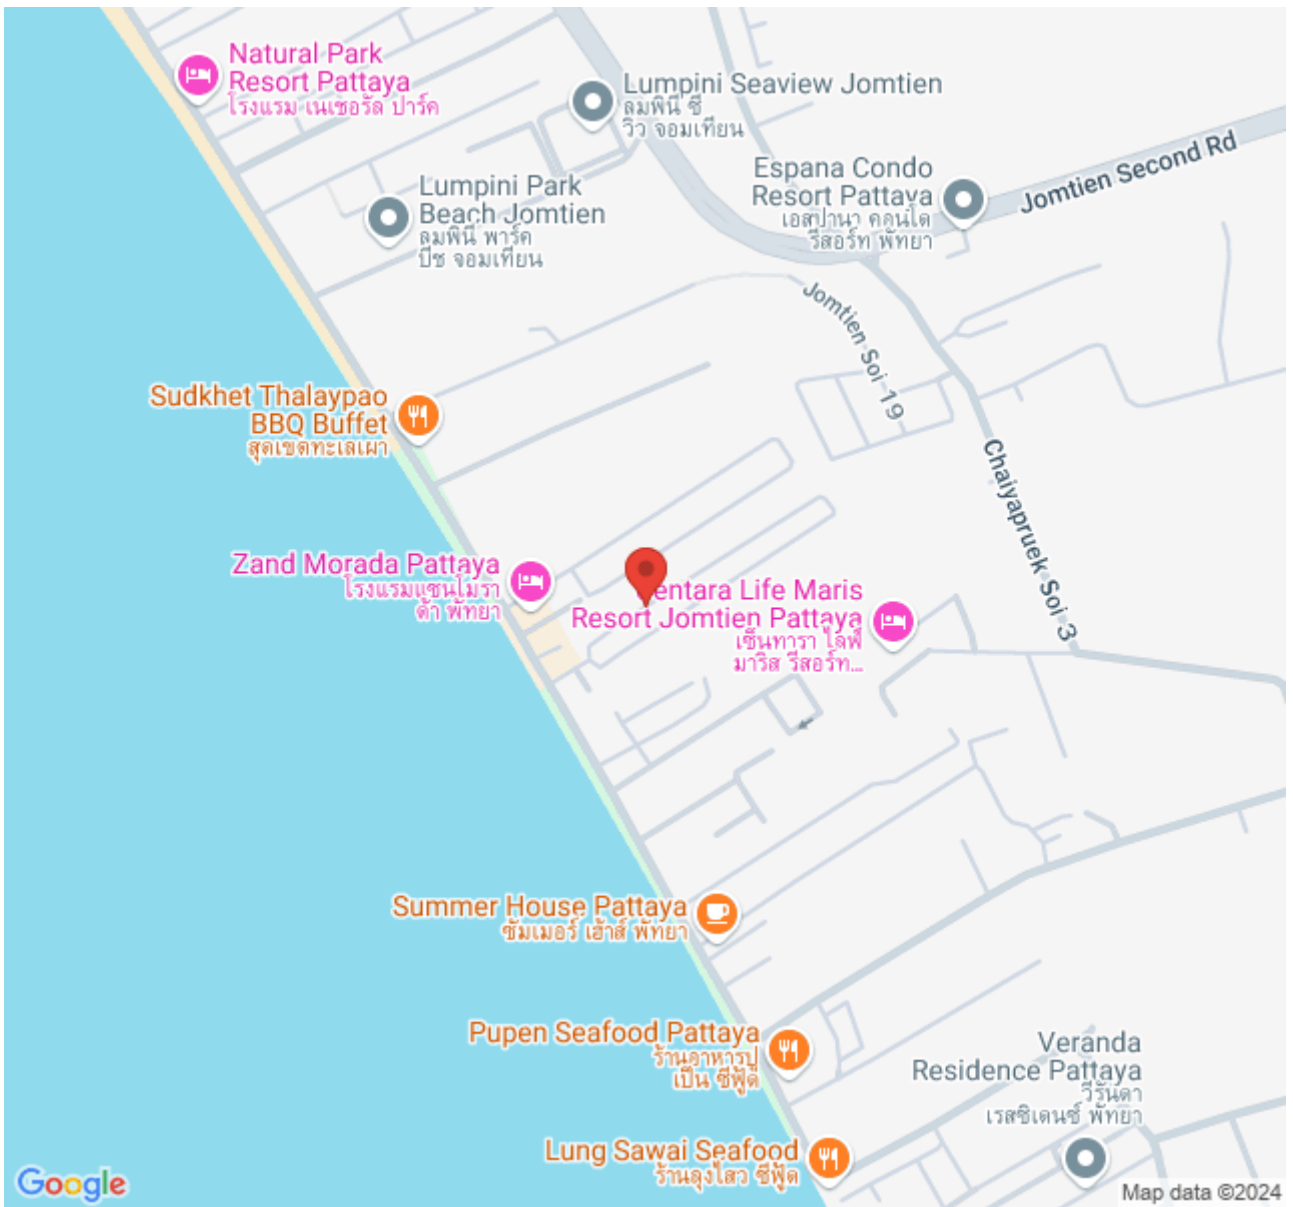 Natural Park
Resort Pattaya
โรงแรม เนเชอรัล ปาร์ค
Lumpini Seaview Jomtien
ลุมพินี ซี
วิว จอมเทียน
Jomtien Second Rd
Espana Condo
Resort Pattaya
เอสปานา คอนโด
รีสอร์ท พัทยา
Lumpini Park
Beach Jomtien
ลุมพินี พาร์ค
บีช จอมเทียน
Jomtien Soi 19
Sudkhet Thalaypao
BBQ Buffet
สุดเขตทะเลเผา
Chaiyapruek Soi 3
Zand Morada Pattaya
โรงแรมแซนโมรา
ด้า พัทยา
Centara Life Maris
Resort Jomtien Pattaya
เซ็นทารา ไลฟ์
มาริส รีสอร์ท...
Summer House Pattaya
ซัมเมอร์ เฮ้าส์ พัทยา
Pupen Seafood Pattaya
ร้านอาหารปู
เป็น ซีฟู้ด
Veranda
Residence Pattaya
วีรันดา
เรสซิเดนซ์ พัทยา
Lung Sawai Seafood
ร้านลุงไสว ซีฟู้ด
Google
Map data ©2024